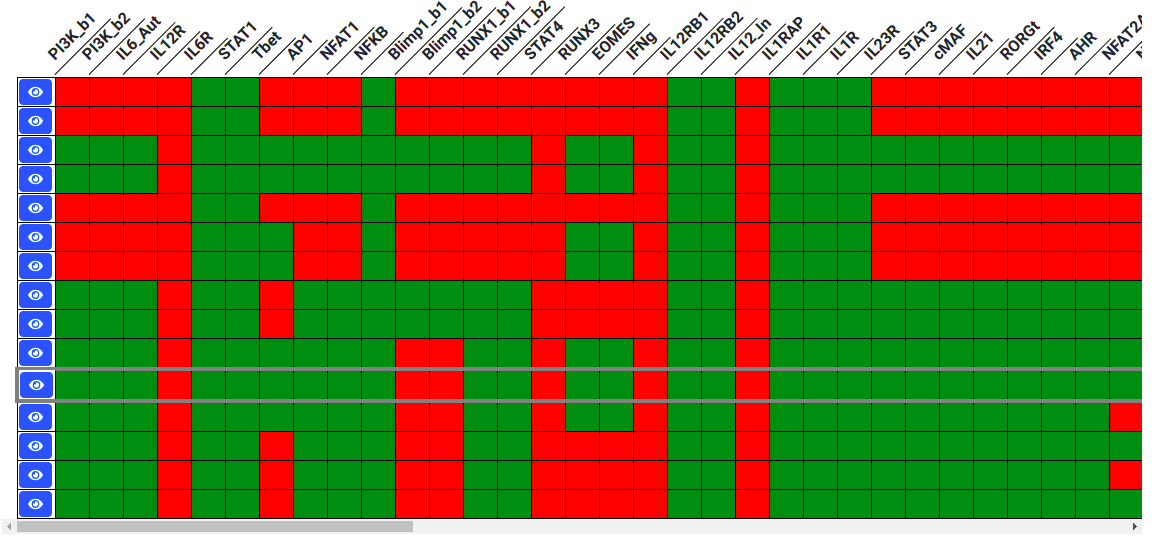 PI3K_b1
PI3K_b2
IL6_Aut
IL12R
IL6R
STAT1
Tbet
AP1
NFAT1
NFKB
Blimp1_b1
Blimp1_b2
RUNX1_b1
RUNX1_b2
STAT4
RUNX3
EOMES
IFNg
IL12RB1
IL12RB2
IL12_In
IL1RAP
IL1R1
IL1R
IL23R
STAT3
cMAF
IL21
RORGt
IRF4
AHR
NFAT2A